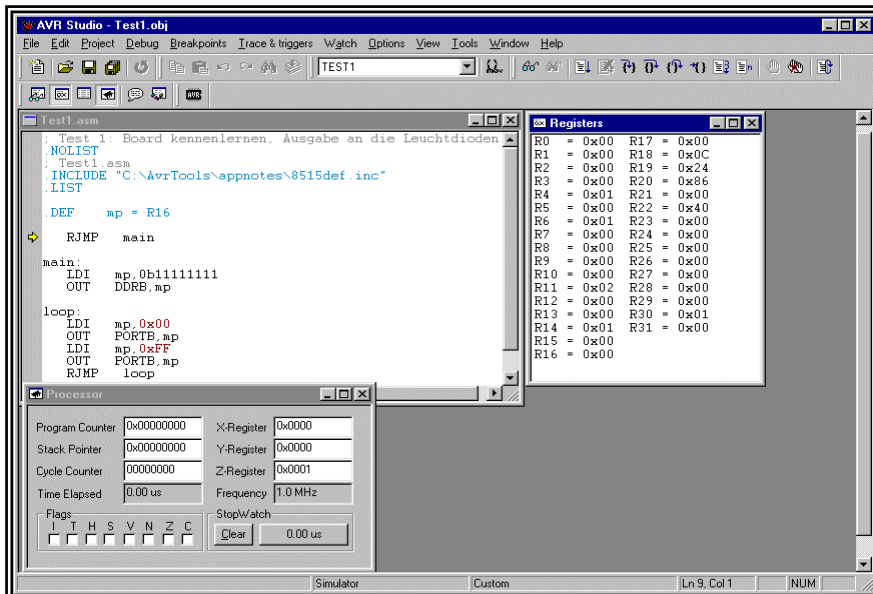 AVR Studio - Test1.obj
File Edit Project Debug Breakpoints Trace & triggers Watch Options View Tools Window Help
TEST1
AVR
Test1.asm
; Test 1: Board kennenlernen, Ausgabe an die Leuchtdioden
.NOLIST
; Test1.asm
.INCLUDE "C:\AvrTools\appnotes\8515def.inc"
.LIST
.DEF mp = R16
RJMP main
main:
LDI mp,0b11111111
OUT DDRB,mp
loop:
LDI mp,0x00
OUT PORTB,mp
LDI mp,0xFF
OUT PORTB,mp
RJMP loop
Registers
R0 = 0x00 R17 = 0x00
R1 = 0x00 R18 = 0x0C
R2 = 0x00 R19 = 0x24
R3 = 0x00 R20 = 0x86
R4 = 0x01 R21 = 0x00
R5 = 0x00 R22 = 0x40
R6 = 0x01 R23 = 0x00
R7 = 0x00 R24 = 0x00
R8 = 0x00 R25 = 0x00
R9 = 0x00 R26 = 0x00
R10 = 0x00 R27 = 0x00
R11 = 0x02 R28 = 0x00
R12 = 0x00 R29 = 0x00
R13 = 0x00 R30 = 0x01
R14 = 0x01 R31 = 0x00
R15 = 0x00
R16 = 0x00
Processor
Program Counter 0x00000000 X-Register 0x0000
Stack Pointer 0x00000000 Y-Register 0x0000
Cycle Counter 00000000 Z-Register 0x0001
Time Elapsed 0.00 us Frequency 1.0 MHz
Flags StopWatch
I T H S V N Z C
Clear 0.00 us
Simulator Custom Ln 9, Col 1 NUM